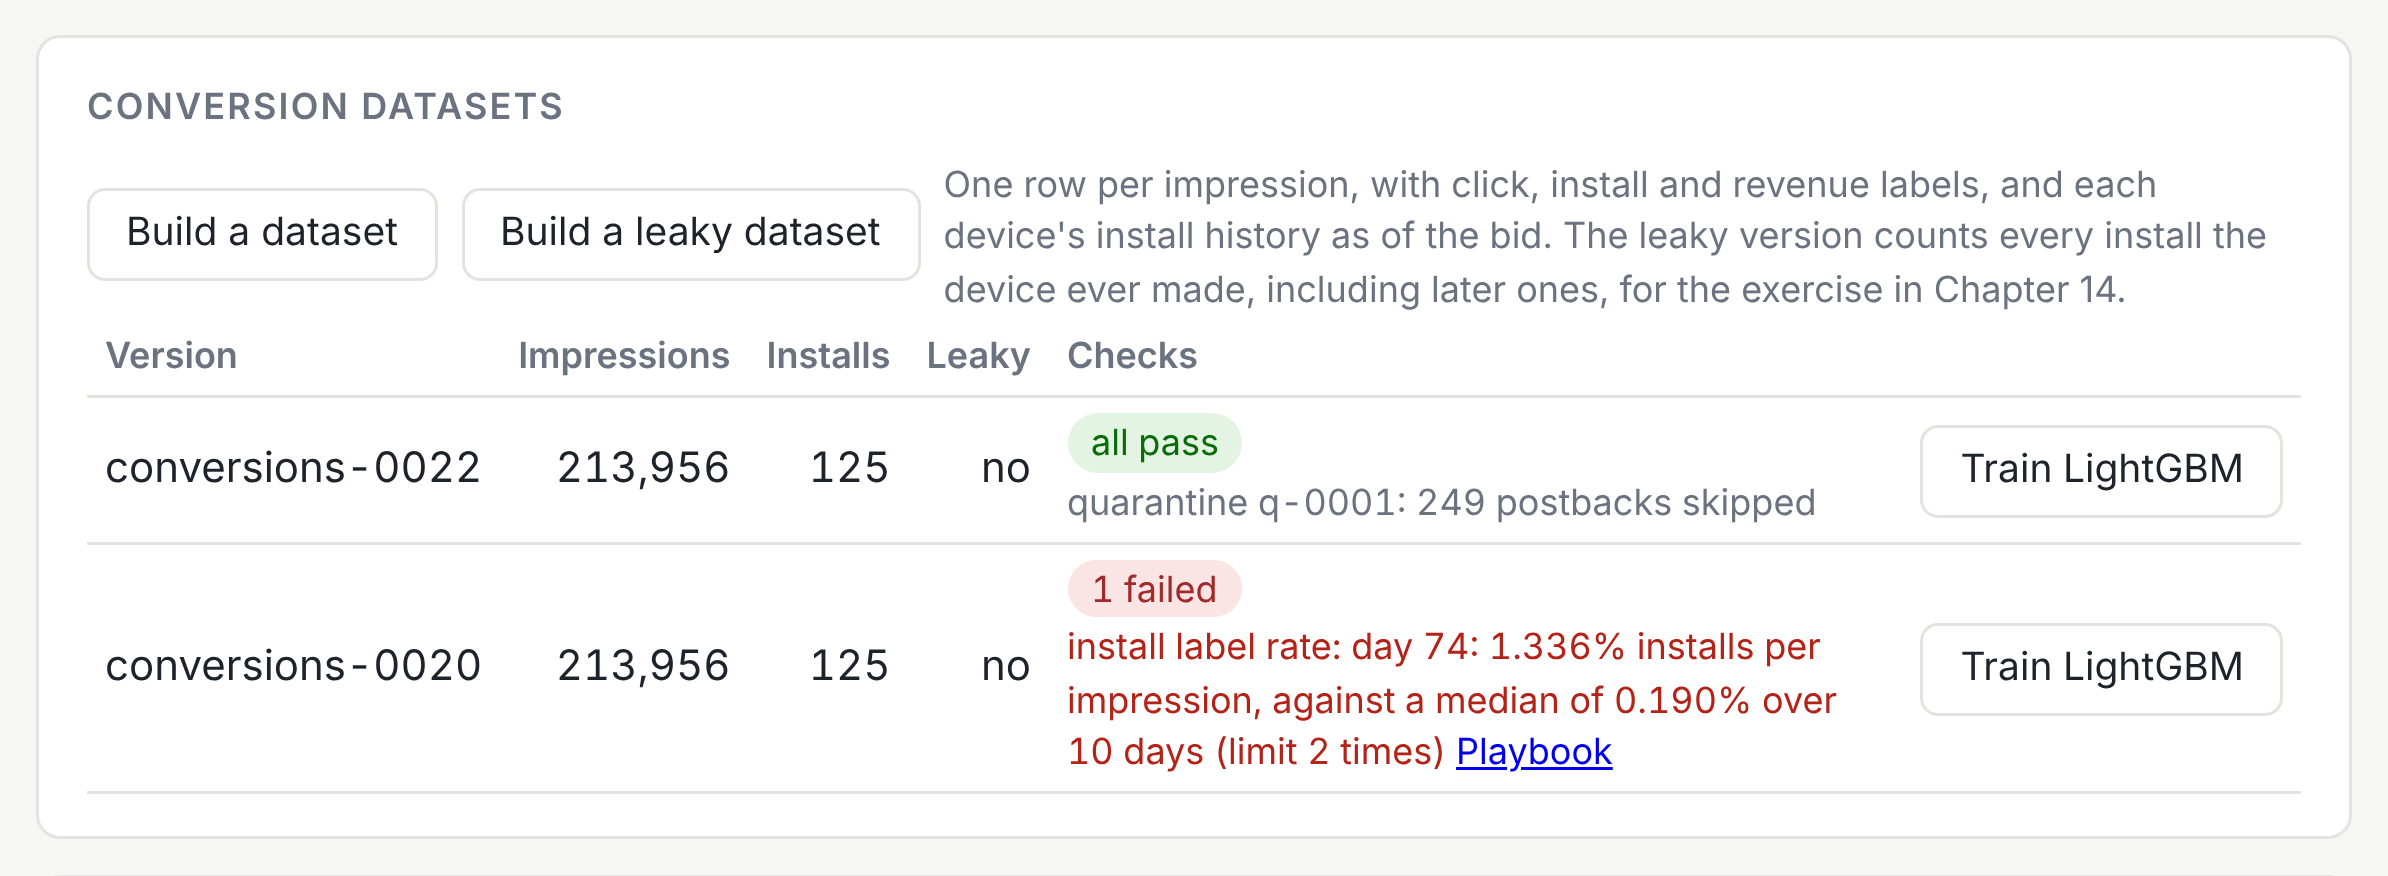 CONVERSION DATASETS
Build a dataset
Build a leaky dataset
One row per impression, with click, install and revenue labels, and each
device's install history as of the bid. The leaky version counts every install the
device ever made, including later ones, for the exercise in Chapter 14.
Version Impressions Installs Leaky Checks
conversions-0022 213,956 125 no all pass
quarantine q-0001: 249 postbacks skipped
Train LightGBM
conversions-0020 213,956 125 no 1 failed
install label rate: day 74: 1.336% installs per
impression, against a median of 0.190% over
10 days (limit 2 times) Playbook
Train LightGBM